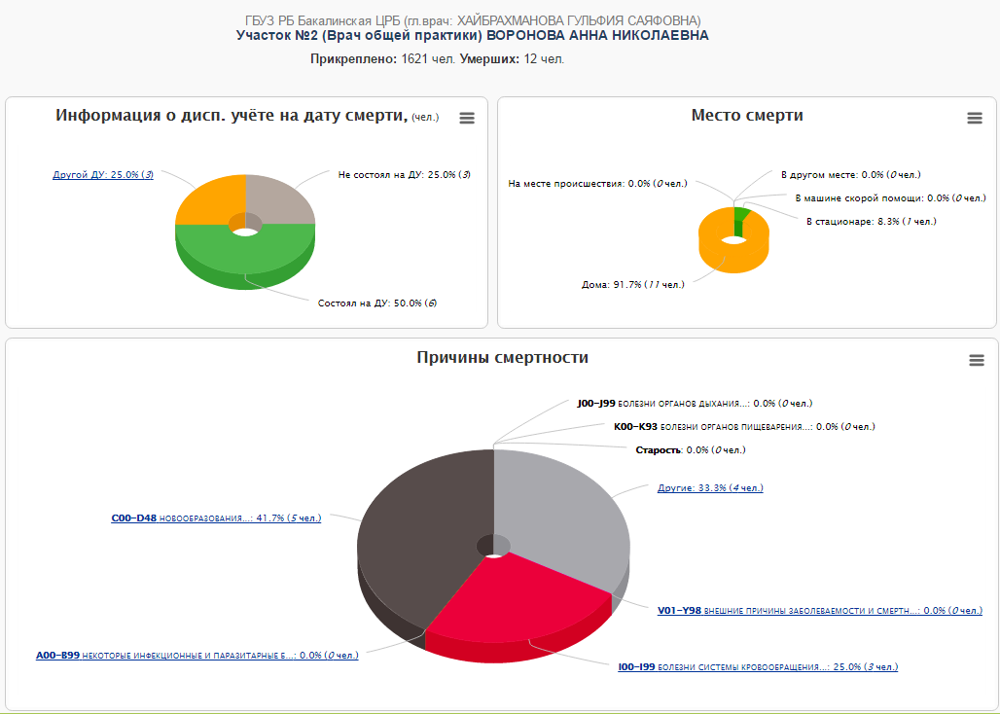 ГБУЗ РБ Бакалинская ЦРБ (гл.врач: ХАЙБРАХМАНОВА ГУЛЬФИЯ САЯФОВНА)
Участок №2 (Врач общей практики) ВОРОНОВА АННА НИКОЛАЕВНА
Прикреплено: 1621 чел. Умерших: 12 чел.
Информация о дисп. учёте на дату смерти, (чел.)
Другой ДУ: 25.0% (3)
Не состоял на ДУ: 25.0% (3)
Состоял на ДУ: 50.0% (6)
Место смерти
На месте происшествия: 0.0% (0 чел.)
В другом месте: 0.0% (0 чел.)
В машине скорой помощи: 0.0% (0 чел.)
В стационаре: 8.3% (1 чел.)
Дома: 91.7% (11 чел.)
Причины смертности
J00-J99 БОЛЕЗНИ ОРГАНОВ ДЫХАНИЯ...: 0.0% (0 чел.)
K00-K93 БОЛЕЗНИ ОРГАНОВ ПИЩЕВАРЕНИЯ...: 0.0% (0 чел.)
Старость: 0.0% (0 чел.)
Другие: 33.3% (4 чел.)
C00-D48 НОВООБРАЗОВАНИЯ...: 41.7% (5 чел.)
V01-Y98 ВНЕШНИЕ ПРИЧИНЫ ЗАБОЛЕВАЕМОСТИ И СМЕРТН...: 0.0% (0 чел.)
A00-B99 НЕКОТОРЫЕ ИНФЕКЦИОННЫЕ И ПАРАЗИТАРНЫЕ Б...: 0.0% (0 чел.)
I00-I99 БОЛЕЗНИ СИСТЕМЫ КРОВООБРАЩЕНИЯ...: 25.0% (3 чел.)